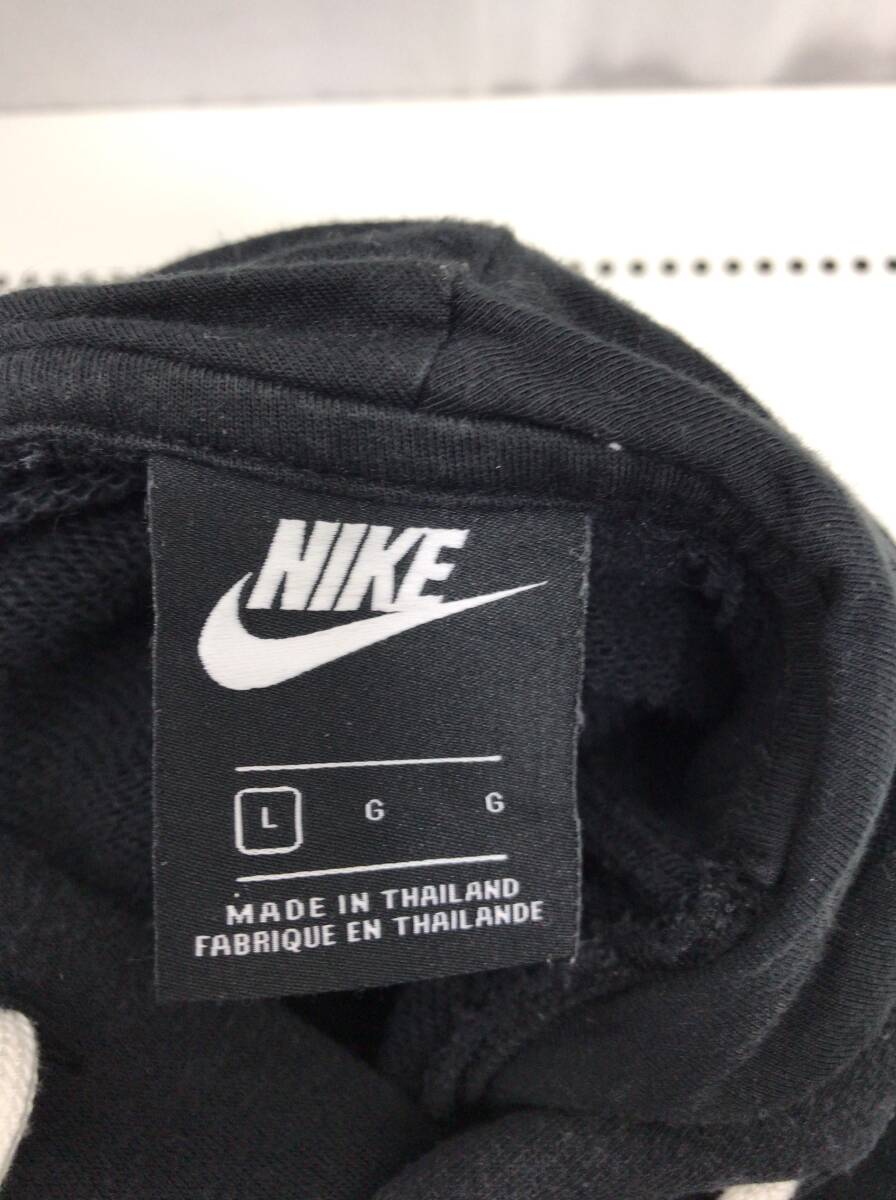 NIKE
L G G
MADE IN THAILAND
FABRIQUE EN THAILANDE